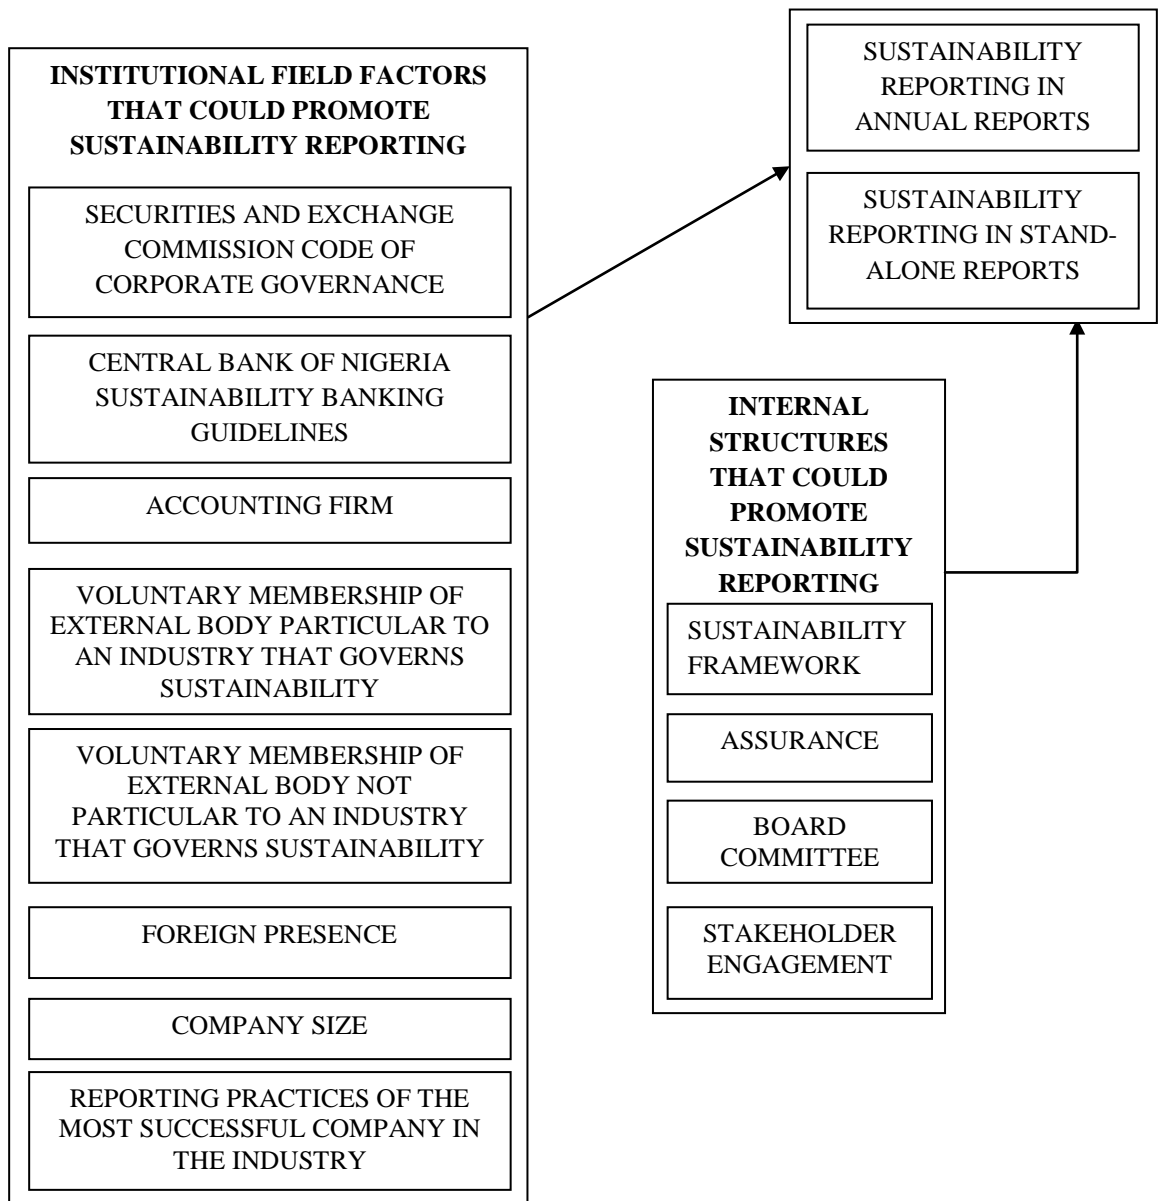 INSTITUTIONAL FIELD FACTORS
THAT COULD PROMOTE
SUSTAINABILITY REPORTING
SECURITIES AND EXCHANGE
COMMISSION CODE OF
CORPORATE GOVERNANCE
CENTRAL BANK OF NIGERIA
SUSTAINABILITY BANKING
GUIDELINES
ACCOUNTING FIRM
VOLUNTARY MEMBERSHIP OF
EXTERNAL BODY PARTICULAR TO
AN INDUSTRY THAT GOVERNS
SUSTAINABILITY
VOLUNTARY MEMBERSHIP OF
EXTERNAL BODY NOT
PARTICULAR TO AN INDUSTRY
THAT GOVERNS SUSTAINABILITY
FOREIGN PRESENCE
COMPANY SIZE
REPORTING PRACTICES OF THE
MOST SUCCESSFUL COMPANY IN
THE INDUSTRY
SUSTAINABILITY
REPORTING IN
ANNUAL REPORTS
SUSTAINABILITY
REPORTING IN STAND-
ALONE REPORTS
INTERNAL
STRUCTURES
THAT COULD
PROMOTE
SUSTAINABILITY
REPORTING
SUSTAINABILITY
FRAMEWORK
ASSURANCE
BOARD
COMMITTEE
STAKEHOLDER
ENGAGEMENT